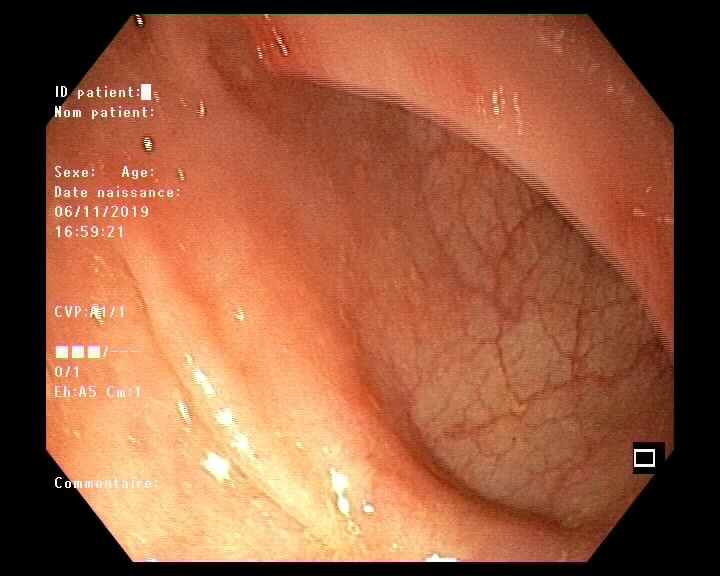 ID patient:
Nom patient:
Sexe: Age:
Date naissance:
06/11/2019
16:59:21
CVP:A1/1
/---
0/1
Eh:A5 Cm:1
Commentaire: